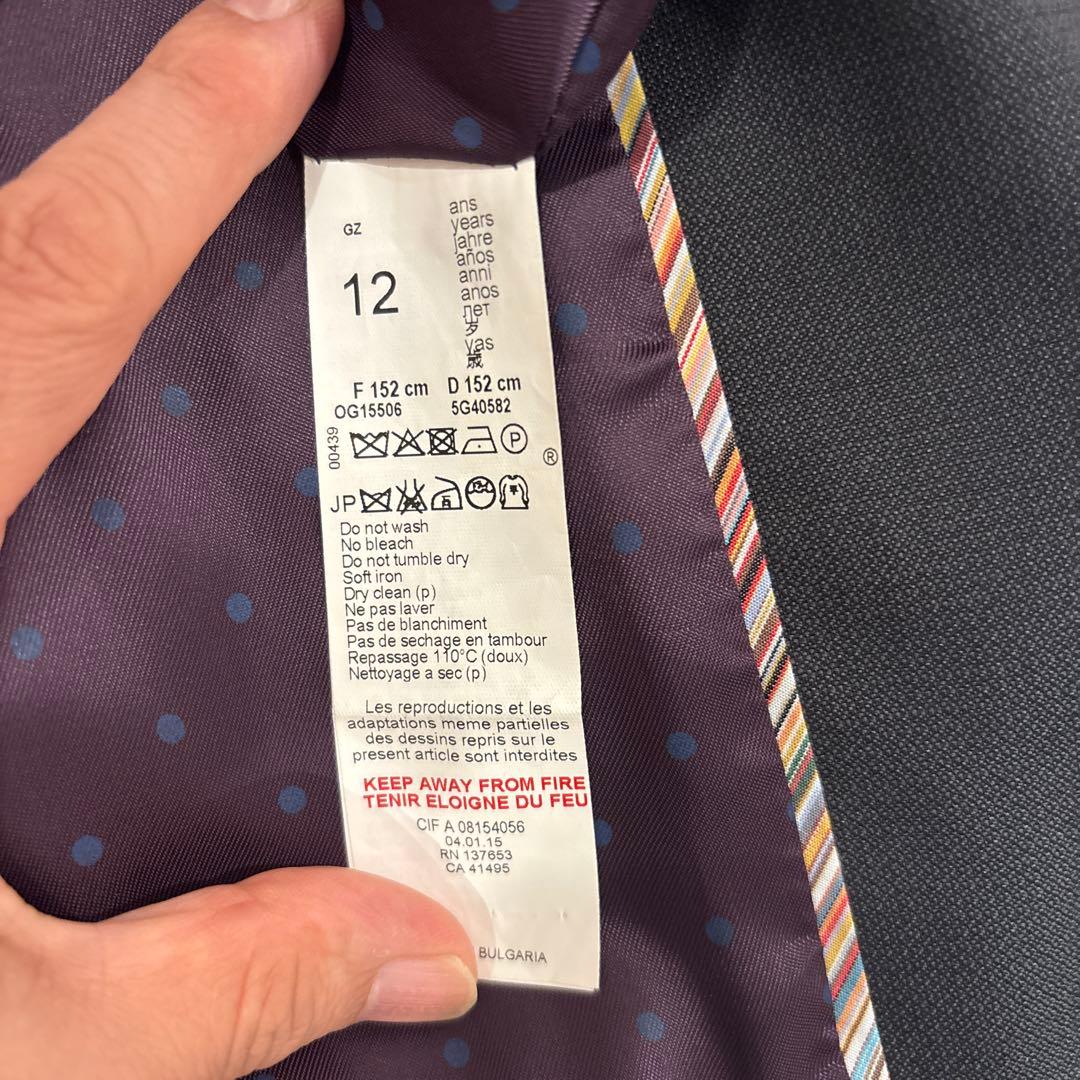 GZ
12
ans
years
jahre
años
anni
anos
лет
岁
yas
歳
F 152 cm D 152 cm
OG15506 5G40582
00439
P
®
JP
Do not wash
No bleach
Do not tumble dry
Soft iron
Dry clean (p)
Ne pas laver
Pas de blanchiment
Pas de sechage en tambour
Repassage 110°C (doux)
Nettoyage a sec (p)
Les reproductions et les
adaptations meme partielles
des dessins repris sur le
present article sont interdites
KEEP AWAY FROM FIRE
TENIR ELOIGNE DU FEU
CIF A 08154056
04.01.15
RN 137653
CA 41495
BULGARIA